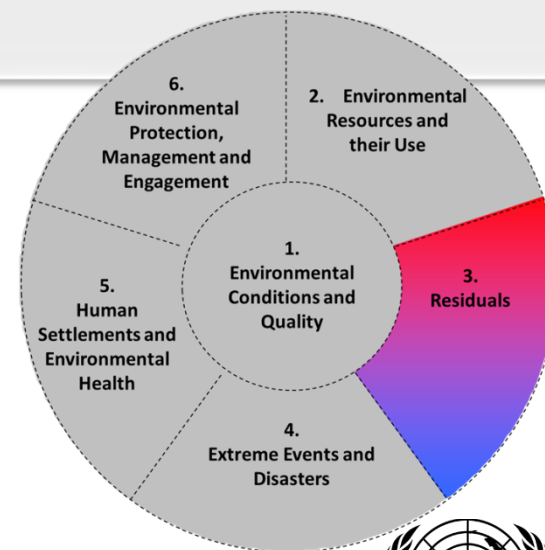 6.
Environmental
Protection,
Management and
Engagement
2. Environmental
Resources and
their Use
1.
Environmental
Conditions and
Quality
3.
Residuals
5.
Human
Settlements and
Environmental
Health
4.
Extreme Events and
Disasters